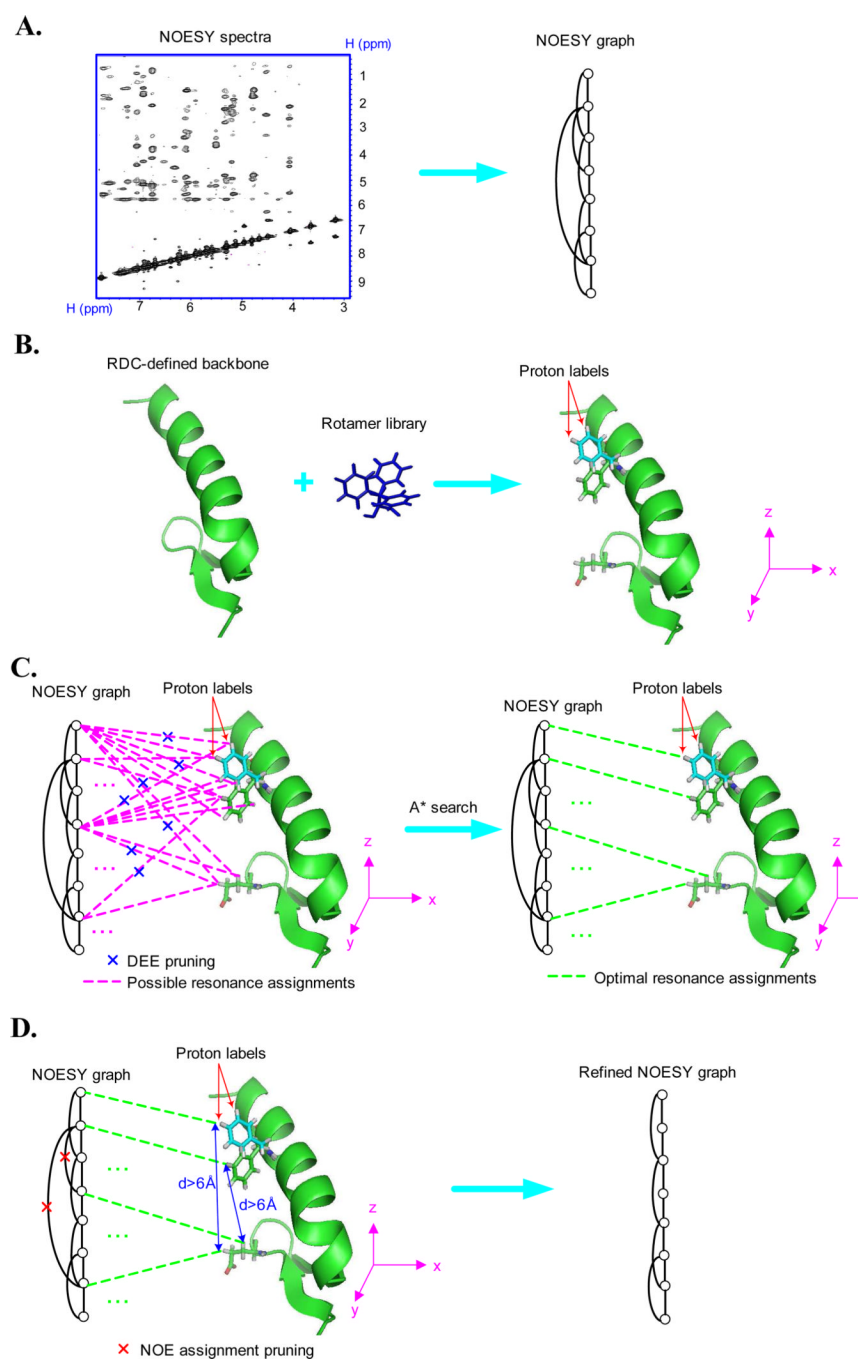 A.
NOESY spectra
H (ppm)
NOESY graph
1
2
3
4
5
6
7
8
9
H (ppm)
7
6
5
4
3
B.
RDC-defined backbone
Proton labels
Rotamer library
+
z
x
y
C.
NOESY graph
Proton labels
NOESY graph
Proton labels
...
A* search
...
z
z
...
x
...
y
y
...
...
× DEE pruning
Possible resonance assignments
Optimal resonance assignments
D.
Proton labels
NOESY graph
Refined NOESY graph
...
d>6Å
d>6Å
z
...
x
y
...
× NOE assignment pruning